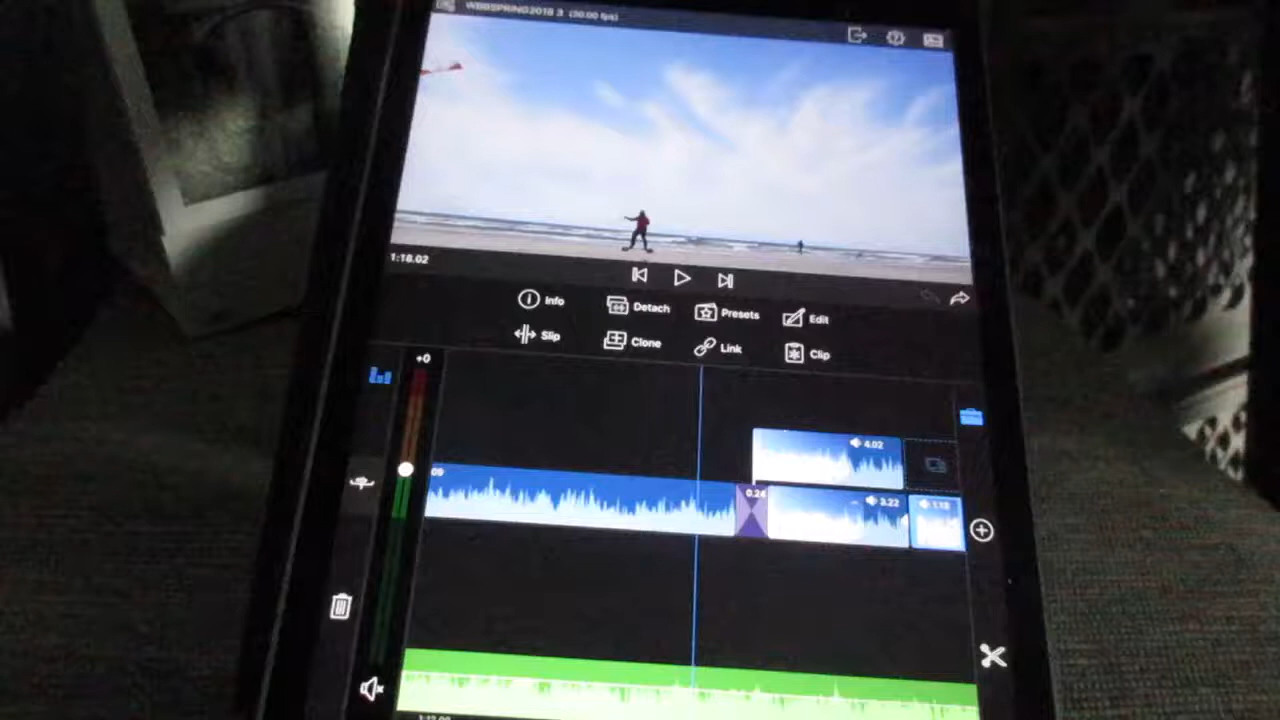 WBBSPRING2018 3 (30.00 fps)
1:18.02
Info
Detach
Presets
Edit
Slip
Clone
Link
Clip
+0
4.02
09
0.24
3.22
1.18